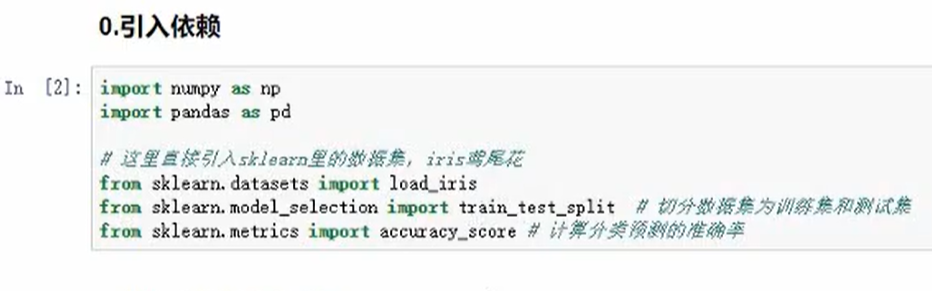 0.引入依赖
In [2]:
import numpy as np
import pandas as pd
# 这里直接引入sklearn里的数据集，iris鸢尾花
from sklearn.datasets import load_iris
from sklearn.model_selection import train_test_split # 切分数据集为训练集和测试集
from sklearn.metrics import accuracy_score # 计算分类预测的准确率